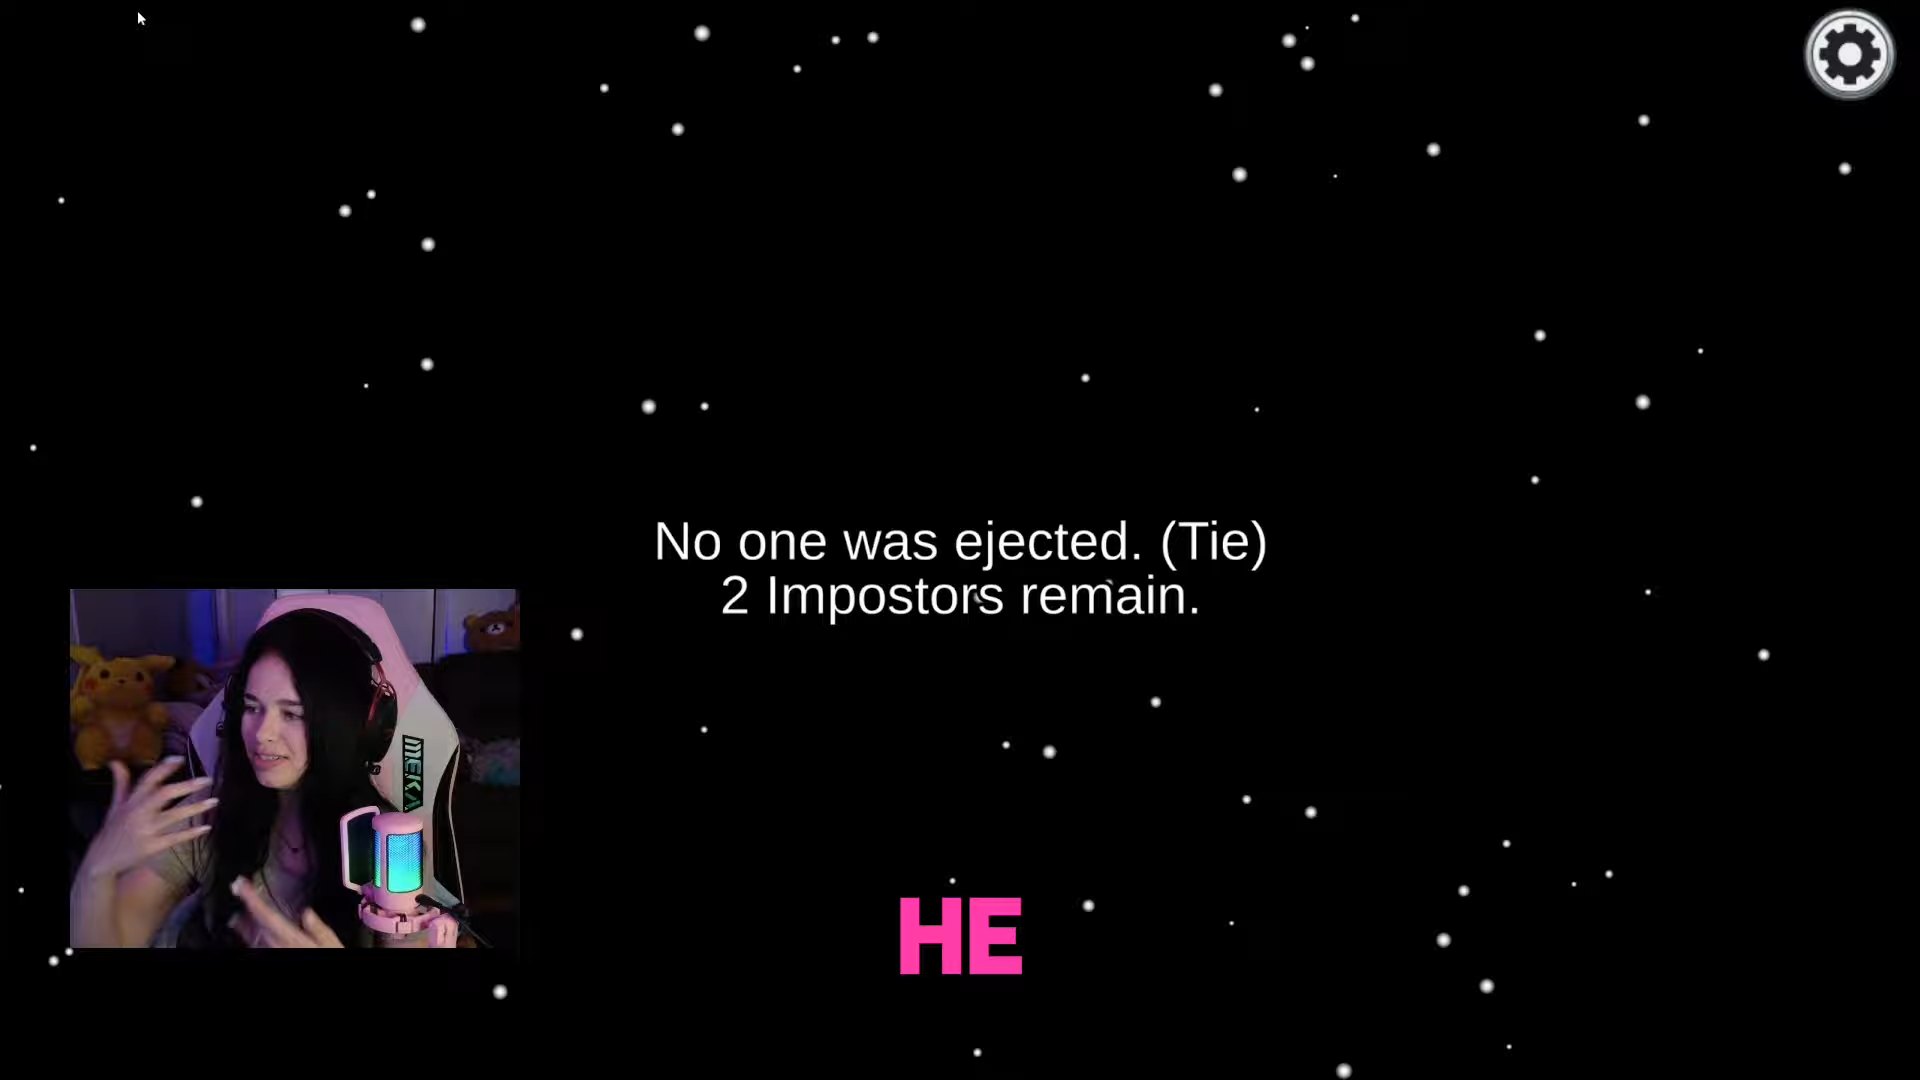 No one was ejected. (Tie)
2 Impostors remain.
MEKA
HE